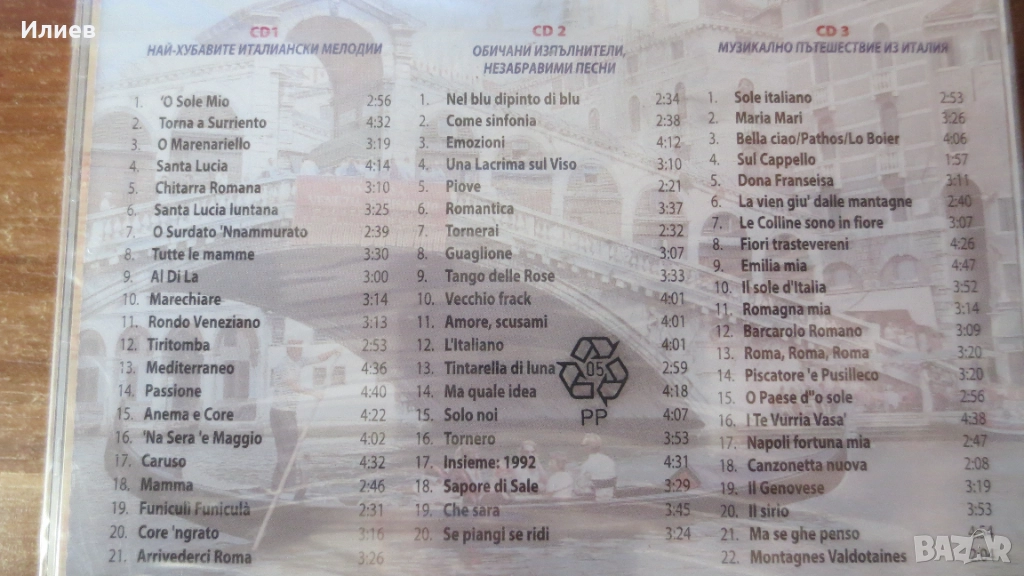 Илиев
CD1
НАЙ-ХУБАВИТЕ ИТАЛИАНСКИ МЕЛОДИИ
1. 'O Sole Mio 2:56
2. Torna a Surriento 4:32
3. O Marenariello 3:19
4. Santa Lucia 4:14
5. Chitarra Romana 3:10
6. Santa Lucia luntana 3:25
7. O Surdato 'Nnammurato 2:39
8. Tutte le mamme 3:30
9. Al Di La 3:00
10. Marechiare 3:14
11. Rondo Veneziano 3:13
12. Tiritomba 2:53
13. Mediterraneo 4:36
14. Passione 4:40
15. Anema e Core 4:22
16. 'Na Sera 'e Maggio 4:02
17. Caruso 4:32
18. Mamma 2:46
19. Funiculi Funiculà 2:31
20. Core 'ngrato 3:16
21. Arrivederci Roma 3:26
CD 2
ОБИЧАНИ ИЗПЪЛНИТЕЛИ,
НЕЗАБРАВИМИ ПЕСНИ
1. Nel blu dipinto di blu 2:34
2. Come sinfonia 2:38
3. Emozioni 4:12
4. Una Lacrima sul Viso 3:10
5. Piove 2:21
6. Romantica 3:37
7. Tornerai 2:32
8. Guaglione 3:07
9. Tango delle Rose 3:33
10. Vecchio frack 4:01
11. Amore, scusami 4:01
12. L'Italiano 4:01
13. Tintarella di luna 2:59
14. Ma quale idea 4:18
15. Solo noi 4:07
16. Tornero 3:53
17. Insieme: 1992 4:31
18. Sapore di Sale 3:29
19. Che sara 3:45
20. Se piangi se ridi 3:24
05
PP
CD 3
МУЗИКАЛНО ПЪТЕШЕСТВИЕ ИЗ ИТАЛИЯ
1. Sole italiano 2:53
2. Maria Mari 3:26
3. Bella ciao/Pathos/Lo Boier 4:06
4. Sul Cappello 1:57
5. Dona Franseisa 3:11
6. La vien giu' dalle mantagne 2:40
7. Le Colline sono in fiore 3:07
8. Fiori trastevereni 4:26
9. Emilia mia 4:47
10. Il sole d'Italia 3:52
11. Romagna mia 3:14
12. Barcarolo Romano 3:09
13. Roma, Roma, Roma 3:20
14. Piscatore 'e Pusilleco 3:20
15. O Paese d''o sole 2:56
16. I Te Vurria Vasa' 4:38
17. Napoli fortuna mia 2:47
18. Canzonetta nuova 2:08
19. Il Genovese 3:19
20. Il sirio 3:53
21. Ma se ghe penso
22. Montagnes Valdotaines 2:04
BAZAR